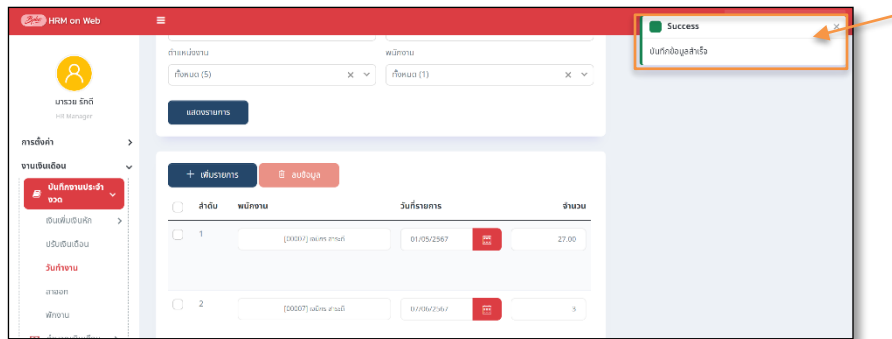 HRM on Web
Success
บันทึกข้อมูลสำเร็จ
ตำแหน่งงาน
พนักงาน
ทั้งหมด (5)
ทั้งหมด (1)
แสดงรายการ
HR Manager
การตั้งค่า
งานเงินเดือน
บันทึกงานประจำ
งวด
เงินเพิ่มเงินหัก
ปรับเงินเดือน
วันทำงาน
ลาออก
พักงาน
+ เพิ่มรายการ
ลบข้อมูล
ลำดับ
พนักงาน
วันที่รายการ
จำนวน
1
[00007]
01/05/2567
27.00
2
[00007]
07/06/2567
3